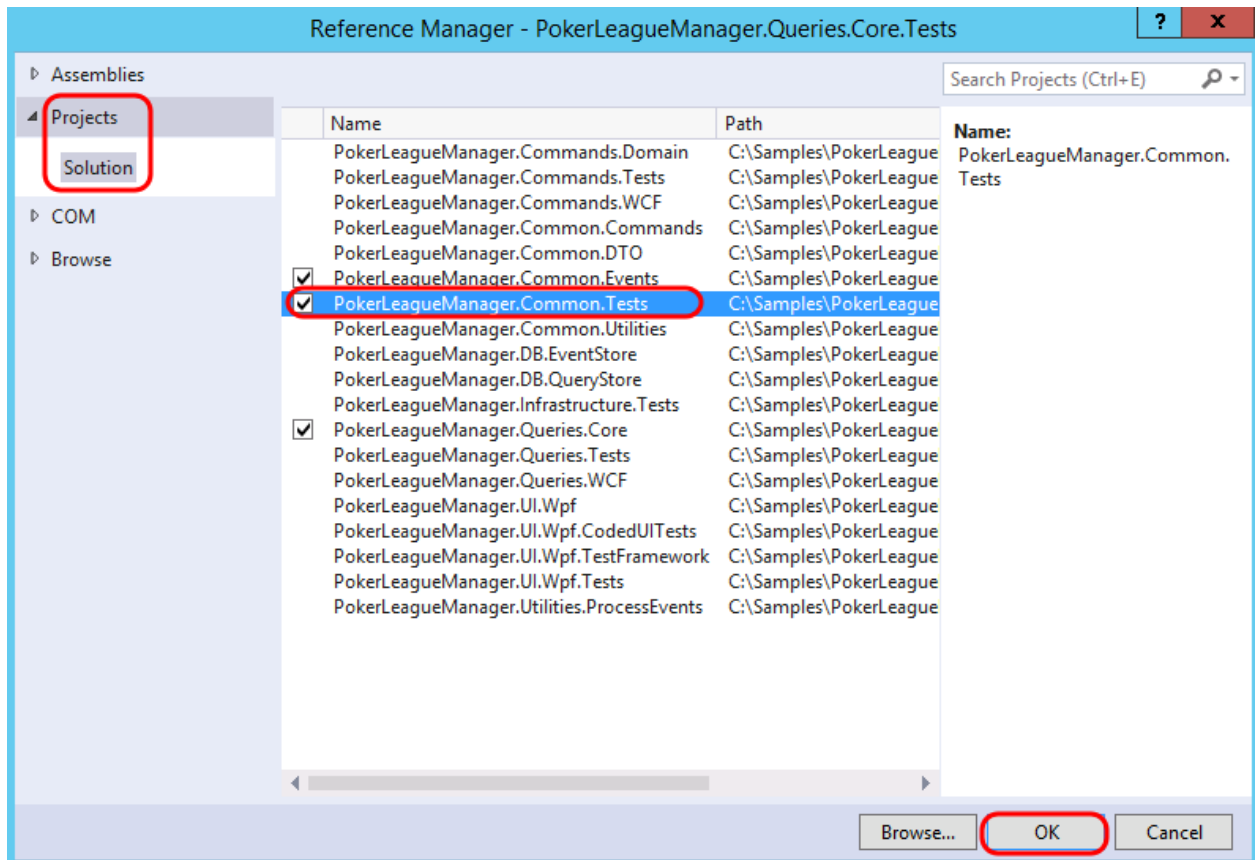 Reference Manager - PokerLeagueManager.Queries.Core.Tests
? x
Assemblies
Projects
Solution
COM
Browse
Search Projects (Ctrl+E)
Name Path
PokerLeagueManager.Commands.Domain C:\Samples\PokerLeague
PokerLeagueManager.Commands.Tests C:\Samples\PokerLeague
PokerLeagueManager.Commands.WCF C:\Samples\PokerLeague
PokerLeagueManager.Common.Commands C:\Samples\PokerLeague
PokerLeagueManager.Common.DTO C:\Samples\PokerLeague
PokerLeagueManager.Common.Events C:\Samples\PokerLeague
PokerLeagueManager.Common.Tests C:\Samples\PokerLeague
PokerLeagueManager.Common.Utilities C:\Samples\PokerLeague
PokerLeagueManager.DB.EventStore C:\Samples\PokerLeague
PokerLeagueManager.DB.QueryStore C:\Samples\PokerLeague
PokerLeagueManager.Infrastructure.Tests C:\Samples\PokerLeague
PokerLeagueManager.Queries.Core C:\Samples\PokerLeague
PokerLeagueManager.Queries.Tests C:\Samples\PokerLeague
PokerLeagueManager.Queries.WCF C:\Samples\PokerLeague
PokerLeagueManager.UI.Wpf C:\Samples\PokerLeague
PokerLeagueManager.UI.Wpf.CodedUITests C:\Samples\PokerLeague
PokerLeagueManager.UI.Wpf.TestFramework C:\Samples\PokerLeague
PokerLeagueManager.UI.Wpf.Tests C:\Samples\PokerLeague
PokerLeagueManager.Utilities.ProcessEvents C:\Samples\PokerLeague
Name:
PokerLeagueManager.Common.
Tests
Browse... OK Cancel